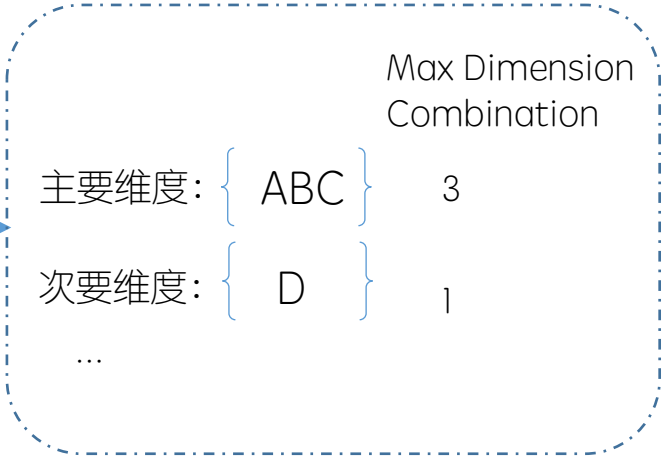 Max Dimension
Combination
主要维度： { ABC } 3
次要维度： { D } 1
...